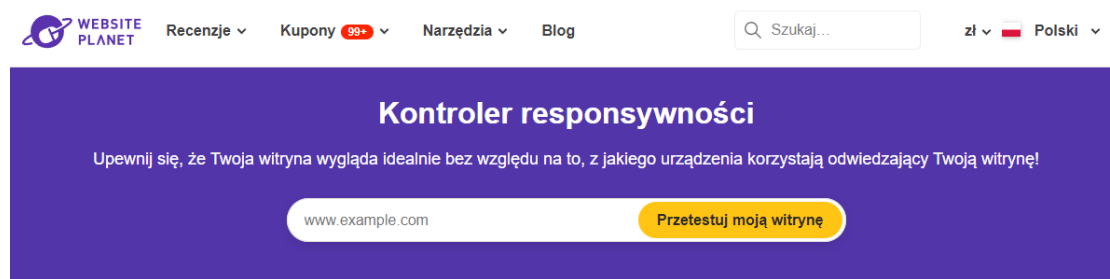 WEBSITE
PLANET
Recenzje Kupony 99+ Narzędzia Blog Szukaj... zł Polski
Kontroler responsywności
Upewnij się, że Twoja witryna wygląda idealnie bez względu na to, z jakiego urządzenia korzystają odwiedzający Twoją witrynę!
www.example.com Przetestuj moją witrynę